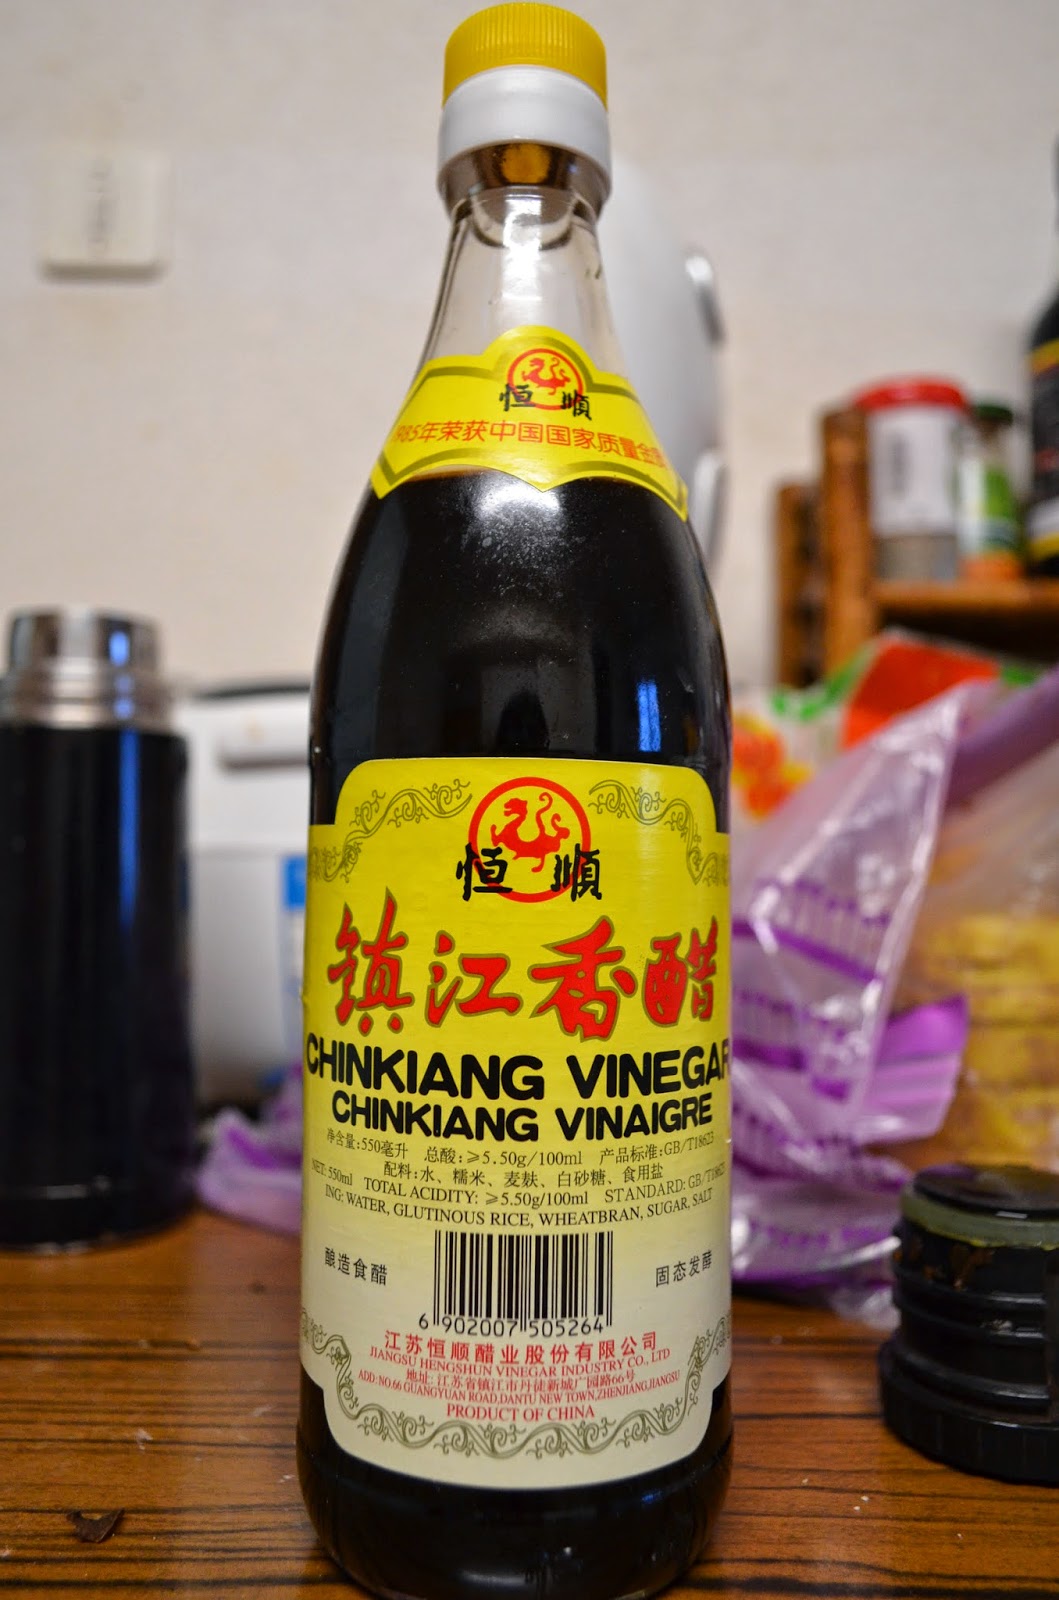 恒 順
1985年荣获中国国家质量金质
恒 順
镇江香醋
CHINKIANG VINEGAR
CHINKIANG VINAIGRE
净含量:550毫升 总酸:≥5.50g/100ml 产品标准:GB/T18623
配料:水、糯米、麦麸、白砂糖、食用盐
NET: 550ml TOTAL ACIDITY: ≥5.50g/100ml STANDARD: GB/T18623
ING: WATER, GLUTINOUS RICE, WHEATBRAN, SUGAR, SALT
酿造食醋
固态发酵
6 902007 505264
江苏恒顺醋业股份有限公司
JIANGSU HENGSHUN VINEGAR INDUSTRY CO., LTD
地址: 江苏省镇江市丹徒新城广园路66号
ADD: NO.66 GUANGYUAN ROAD,DANTU NEW TOWN,ZHENJIANG,JIANGSU
PRODUCT OF CHINA